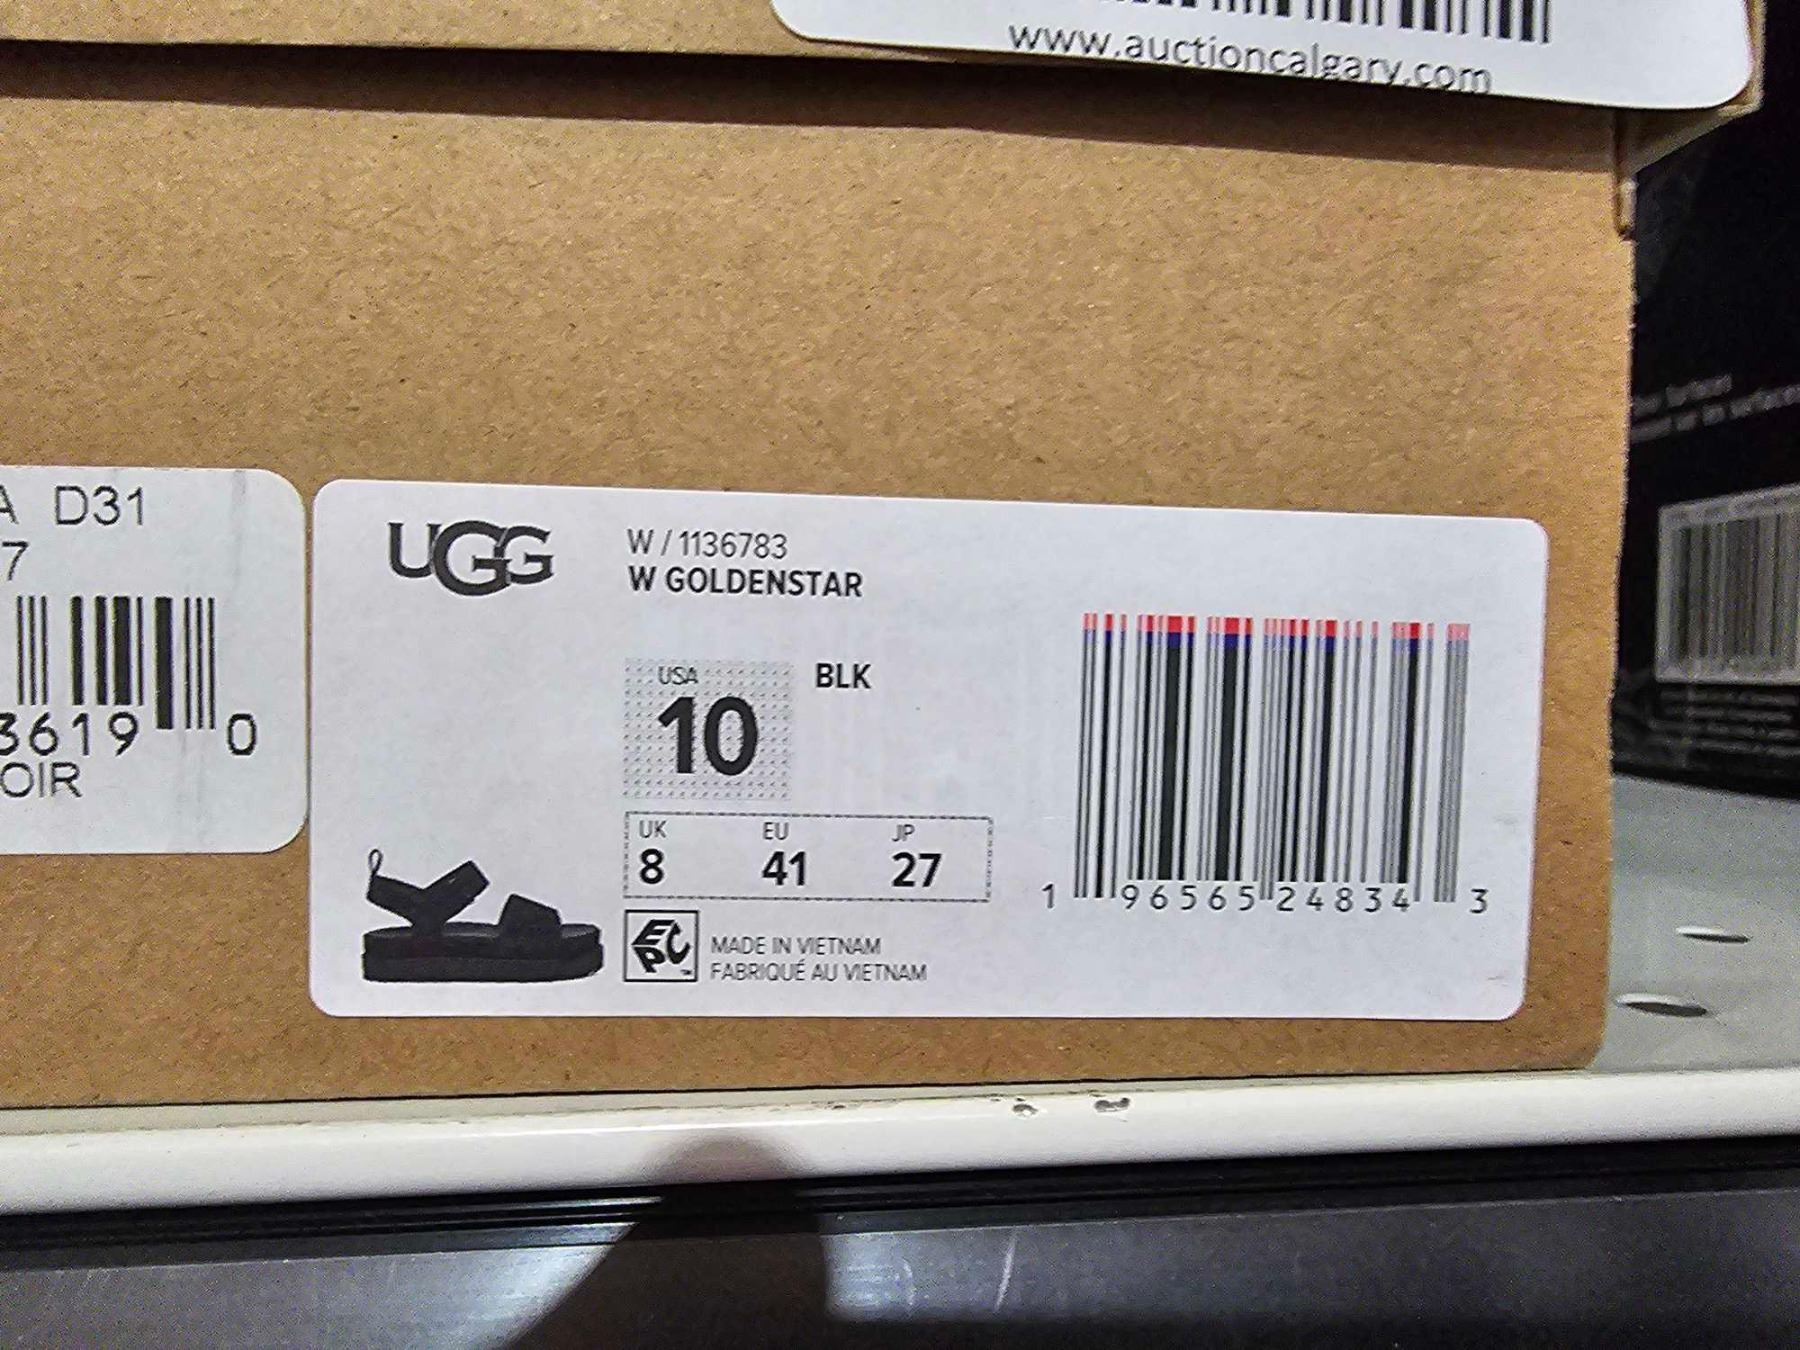 www.auctioncalgary.com
A D31
7
3619 0
OIR
UGG
W / 1136783
W GOLDENSTAR
USA
10
BLK
UK EU JP
8 41 27
EPC
MADE IN VIETNAM
FABRIQUÉ AU VIETNAM
1 96565 24834 3